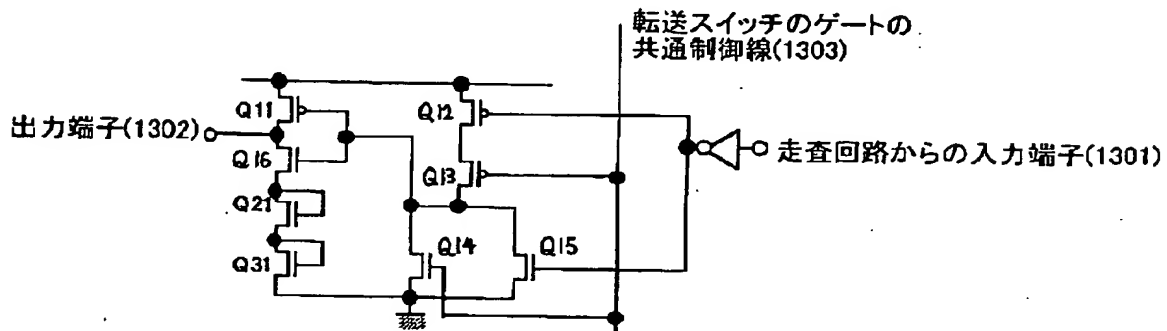 転送スイッチのゲートの
共通制御線(1303)
Q11
Q12
出力端子(1302)
走査回路からの入力端子(1301)
Q16
Q13
Q21
Q14
Q15
Q31